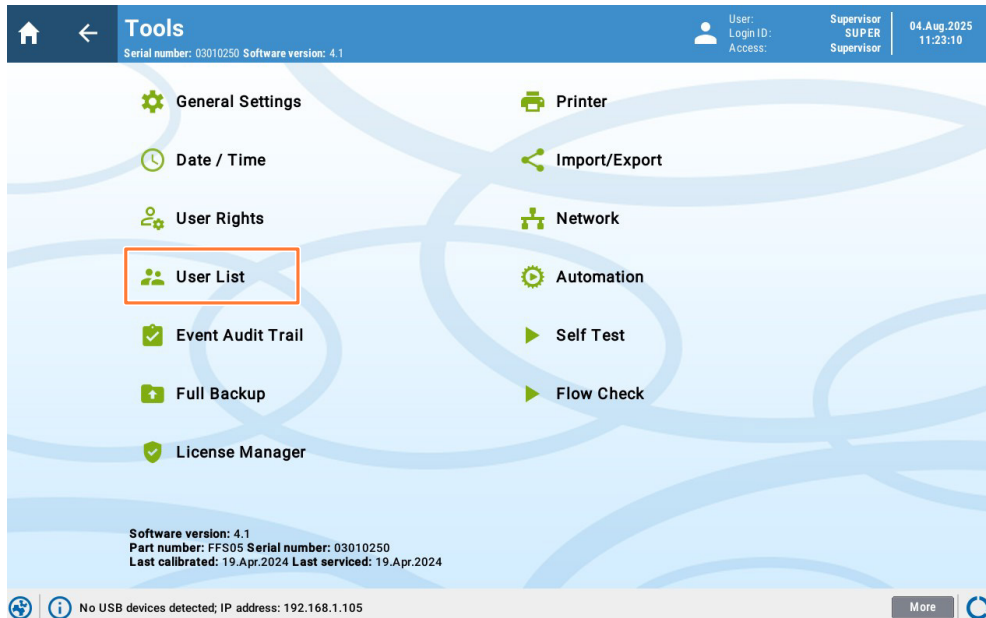 Tools
Serial number: 03010250 Software version: 4.1
User: Supervisor
Login ID: SUPER
Access: Supervisor
04.Aug.2025
11:23:10
General Settings
Date / Time
User Rights
User List
Event Audit Trail
Full Backup
License Manager
Printer
Import/Export
Network
Automation
Self Test
Flow Check
Software version: 4.1
Part number: FFS05 Serial number: 03010250
Last calibrated: 19.Apr.2024 Last serviced: 19.Apr.2024
No USB devices detected; IP address: 192.168.1.105
More